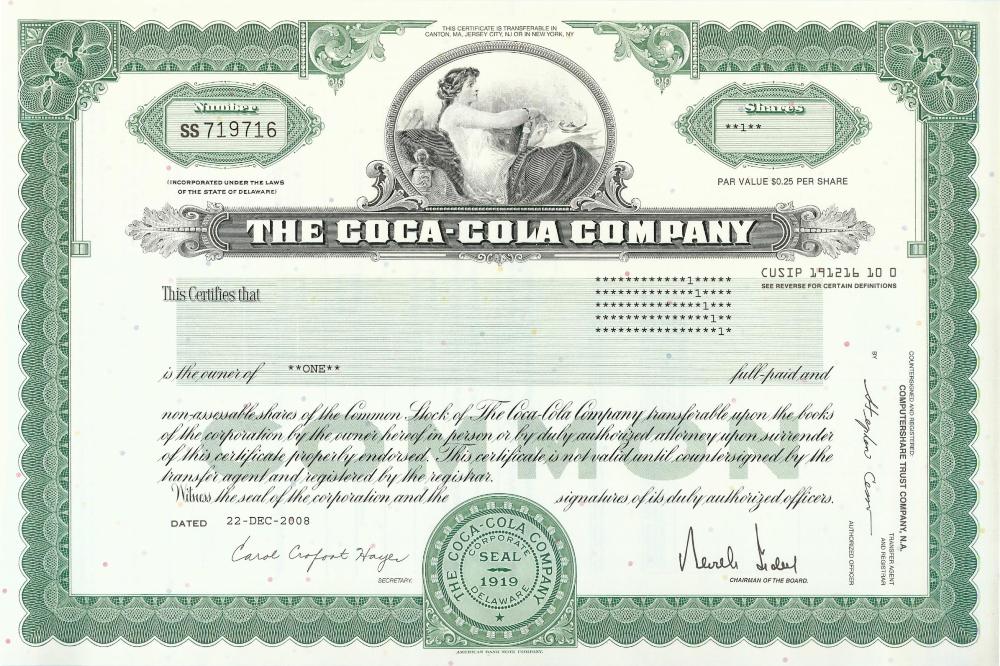 THIS CERTIFICATE IS TRANSFERABLE IN
CANTON, MA, JERSEY CITY, NJ OR IN NEW YORK, NY
Number
SS 719716
Shares
**1**
(INCORPORATED UNDER THE LAWS
OF THE STATE OF DELAWARE)
PAR VALUE $0.25 PER SHARE
THE COCA-COLA COMPANY
CUSIP 191216 10 0
SEE REVERSE FOR CERTAIN DEFINITIONS
This Certifies that
************1*****
*************1****
**************1***
***************1**
****************1*
is the owner of **ONE** full-paid and
non-assessable shares of the Common Stock of The Coca-Cola Company transferable upon the books
of the corporation by the owner hereof in person or by duly authorized attorney upon surrender
of this certificate properly endorsed. This certificate is not valid until countersigned by the
transfer agent and registered by the registrar.
COMMON
Witness the seal of the corporation and the signatures of its duly authorized officers.
DATED 22-DEC-2008
Carol Crofoot Hayes
SECRETARY.
THE COCA-COLA COMPANY
CORPORATE
SEAL
1919
DELAWARE
CHAIRMAN OF THE BOARD.
COUNTERSIGNED AND REGISTERED:
COMPUTERSHARE TRUST COMPANY, N.A.
TRANSFER AGENT
AND REGISTRAR
BY
AUTHORIZED OFFICER
AMERICAN BANK NOTE COMPANY.